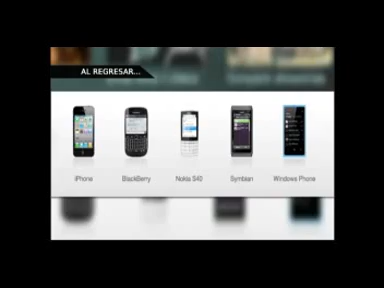 AL REGRESAR...
iPhone
BlackBerry
Nokia S40
Symbian
Windows Phone